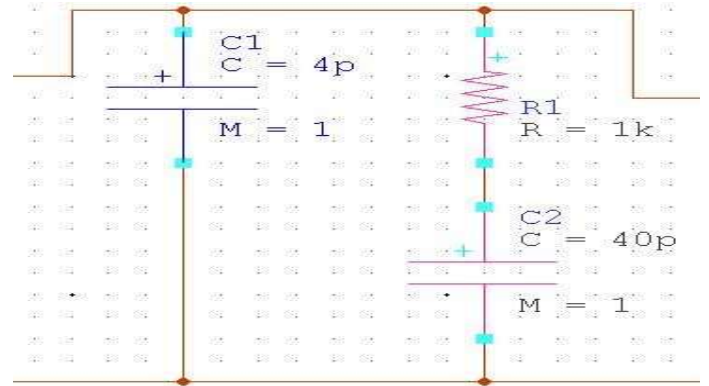 C1
C = 4p
+
M = 1
+
R1
R = 1k
C2
C = 40p
+
M = 1